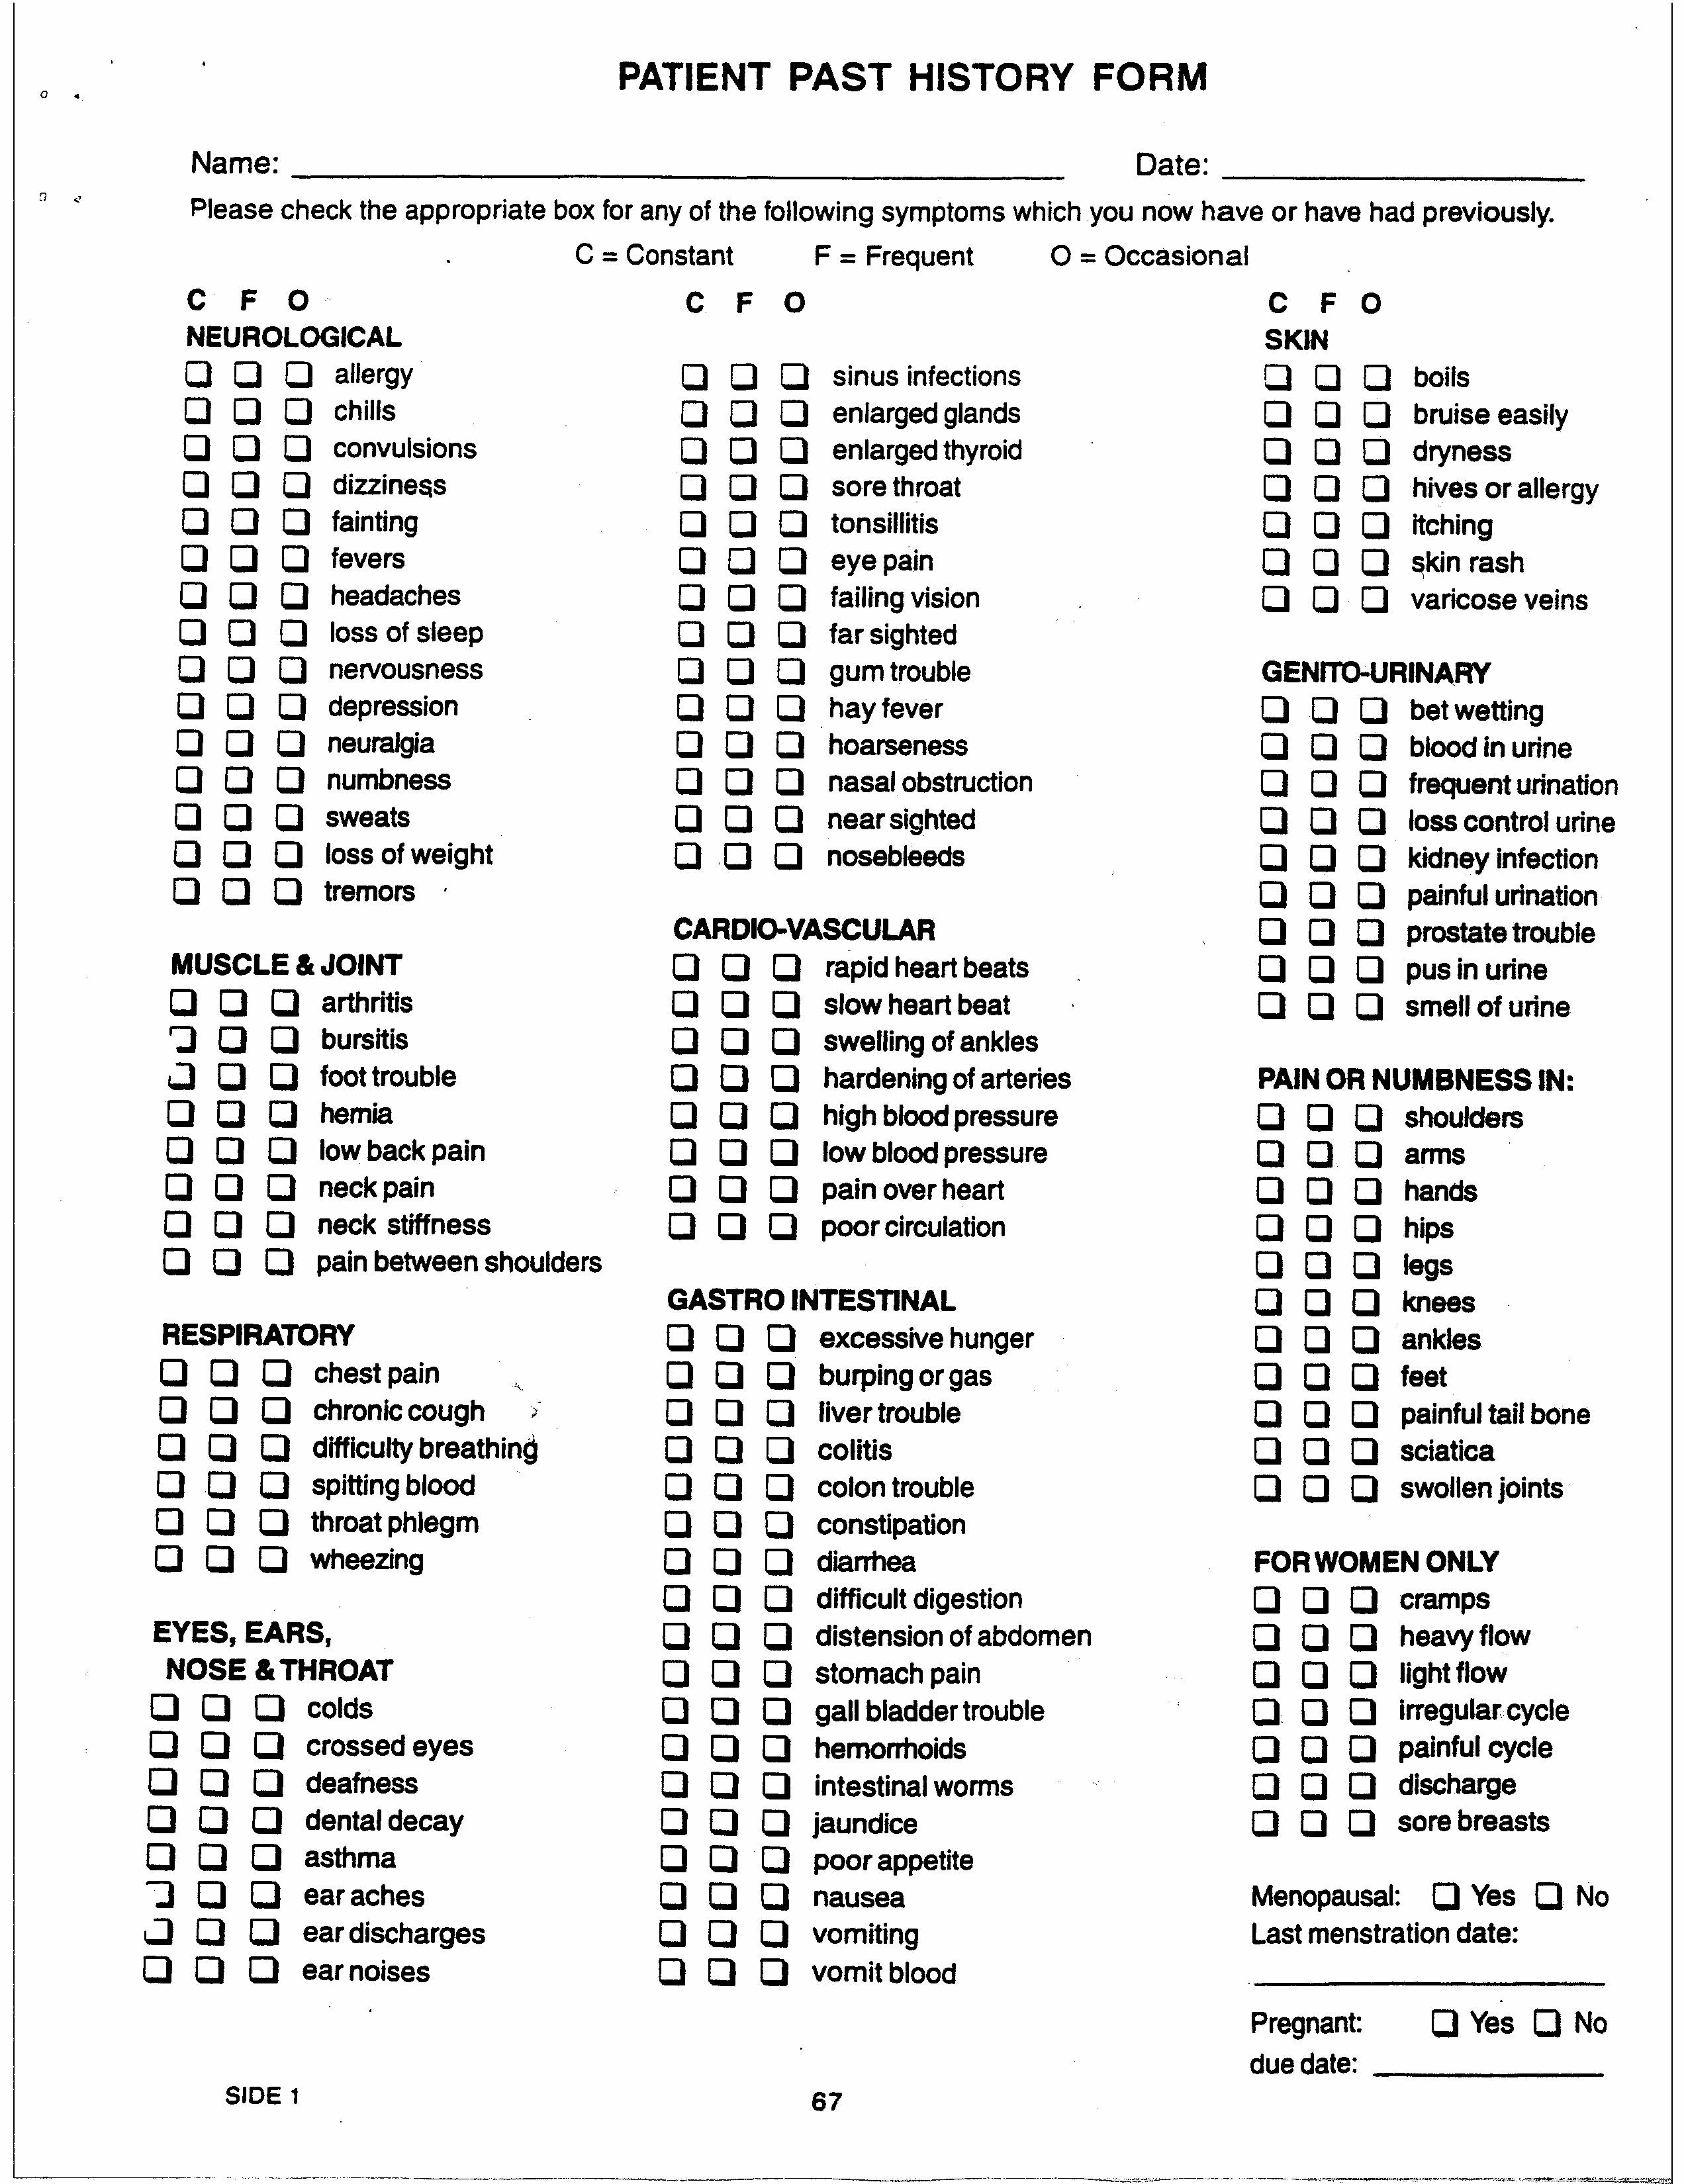 PATIENT PAST HISTORY FORM
Name: Date:
Please check the appropriate box for any of the following symptoms which you now have or have had previously.
C = Constant F = Frequent O = Occasional
C F O
NEUROLOGICAL
☐ ☐ ☐ allergy
☐ ☐ ☐ chills
☐ ☐ ☐ convulsions
☐ ☐ ☐ dizziness
☐ ☐ ☐ fainting
☐ ☐ ☐ fevers
☐ ☐ ☐ headaches
☐ ☐ ☐ loss of sleep
☐ ☐ ☐ nervousness
☐ ☐ ☐ depression
☐ ☐ ☐ neuralgia
☐ ☐ ☐ numbness
☐ ☐ ☐ sweats
☐ ☐ ☐ loss of weight
☐ ☐ ☐ tremors
MUSCLE & JOINT
☐ ☐ ☐ arthritis
☐ ☐ ☐ bursitis
☐ ☐ ☐ foot trouble
☐ ☐ ☐ hernia
☐ ☐ ☐ low back pain
☐ ☐ ☐ neck pain
☐ ☐ ☐ neck stiffness
☐ ☐ ☐ pain between shoulders
RESPIRATORY
☐ ☐ ☐ chest pain
☐ ☐ ☐ chronic cough
☐ ☐ ☐ difficulty breathing
☐ ☐ ☐ spitting blood
☐ ☐ ☐ throat phlegm
☐ ☐ ☐ wheezing
EYES, EARS,
NOSE & THROAT
☐ ☐ ☐ colds
☐ ☐ ☐ crossed eyes
☐ ☐ ☐ deafness
☐ ☐ ☐ dental decay
☐ ☐ ☐ asthma
☐ ☐ ☐ ear aches
☐ ☐ ☐ ear discharges
☐ ☐ ☐ ear noises
C F O
☐ ☐ ☐ sinus infections
☐ ☐ ☐ enlarged glands
☐ ☐ ☐ enlarged thyroid
☐ ☐ ☐ sore throat
☐ ☐ ☐ tonsillitis
☐ ☐ ☐ eye pain
☐ ☐ ☐ failing vision
☐ ☐ ☐ far sighted
☐ ☐ ☐ gum trouble
☐ ☐ ☐ hay fever
☐ ☐ ☐ hoarseness
☐ ☐ ☐ nasal obstruction
☐ ☐ ☐ near sighted
☐ ☐ ☐ nosebleeds
CARDIO-VASCULAR
☐ ☐ ☐ rapid heart beats
☐ ☐ ☐ slow heart beat
☐ ☐ ☐ swelling of ankles
☐ ☐ ☐ hardening of arteries
☐ ☐ ☐ high blood pressure
☐ ☐ ☐ low blood pressure
☐ ☐ ☐ pain over heart
☐ ☐ ☐ poor circulation
GASTRO INTESTINAL
☐ ☐ ☐ excessive hunger
☐ ☐ ☐ burping or gas
☐ ☐ ☐ liver trouble
☐ ☐ ☐ colitis
☐ ☐ ☐ colon trouble
☐ ☐ ☐ constipation
☐ ☐ ☐ diarrhea
☐ ☐ ☐ difficult digestion
☐ ☐ ☐ distension of abdomen
☐ ☐ ☐ stomach pain
☐ ☐ ☐ gall bladder trouble
☐ ☐ ☐ hemorrhoids
☐ ☐ ☐ intestinal worms
☐ ☐ ☐ jaundice
☐ ☐ ☐ poor appetite
☐ ☐ ☐ nausea
☐ ☐ ☐ vomiting
☐ ☐ ☐ vomit blood
C F O
SKIN
☐ ☐ ☐ boils
☐ ☐ ☐ bruise easily
☐ ☐ ☐ dryness
☐ ☐ ☐ hives or allergy
☐ ☐ ☐ itching
☐ ☐ ☐ skin rash
☐ ☐ ☐ varicose veins
GENITO-URINARY
☐ ☐ ☐ bet wetting
☐ ☐ ☐ blood in urine
☐ ☐ ☐ frequent urination
☐ ☐ ☐ loss control urine
☐ ☐ ☐ kidney infection
☐ ☐ ☐ painful urination
☐ ☐ ☐ prostate trouble
☐ ☐ ☐ pus in urine
☐ ☐ ☐ smell of urine
PAIN OR NUMBNESS IN:
☐ ☐ ☐ shoulders
☐ ☐ ☐ arms
☐ ☐ ☐ hands
☐ ☐ ☐ hips
☐ ☐ ☐ legs
☐ ☐ ☐ knees
☐ ☐ ☐ ankles
☐ ☐ ☐ feet
☐ ☐ ☐ painful tail bone
☐ ☐ ☐ sciatica
☐ ☐ ☐ swollen joints
FOR WOMEN ONLY
☐ ☐ ☐ cramps
☐ ☐ ☐ heavy flow
☐ ☐ ☐ light flow
☐ ☐ ☐ irregular cycle
☐ ☐ ☐ painful cycle
☐ ☐ ☐ discharge
☐ ☐ ☐ sore breasts
Menopausal: ☐ Yes ☐ No
Last menstration date:
Pregnant: ☐ Yes ☐ No
due date:
SIDE 1
67